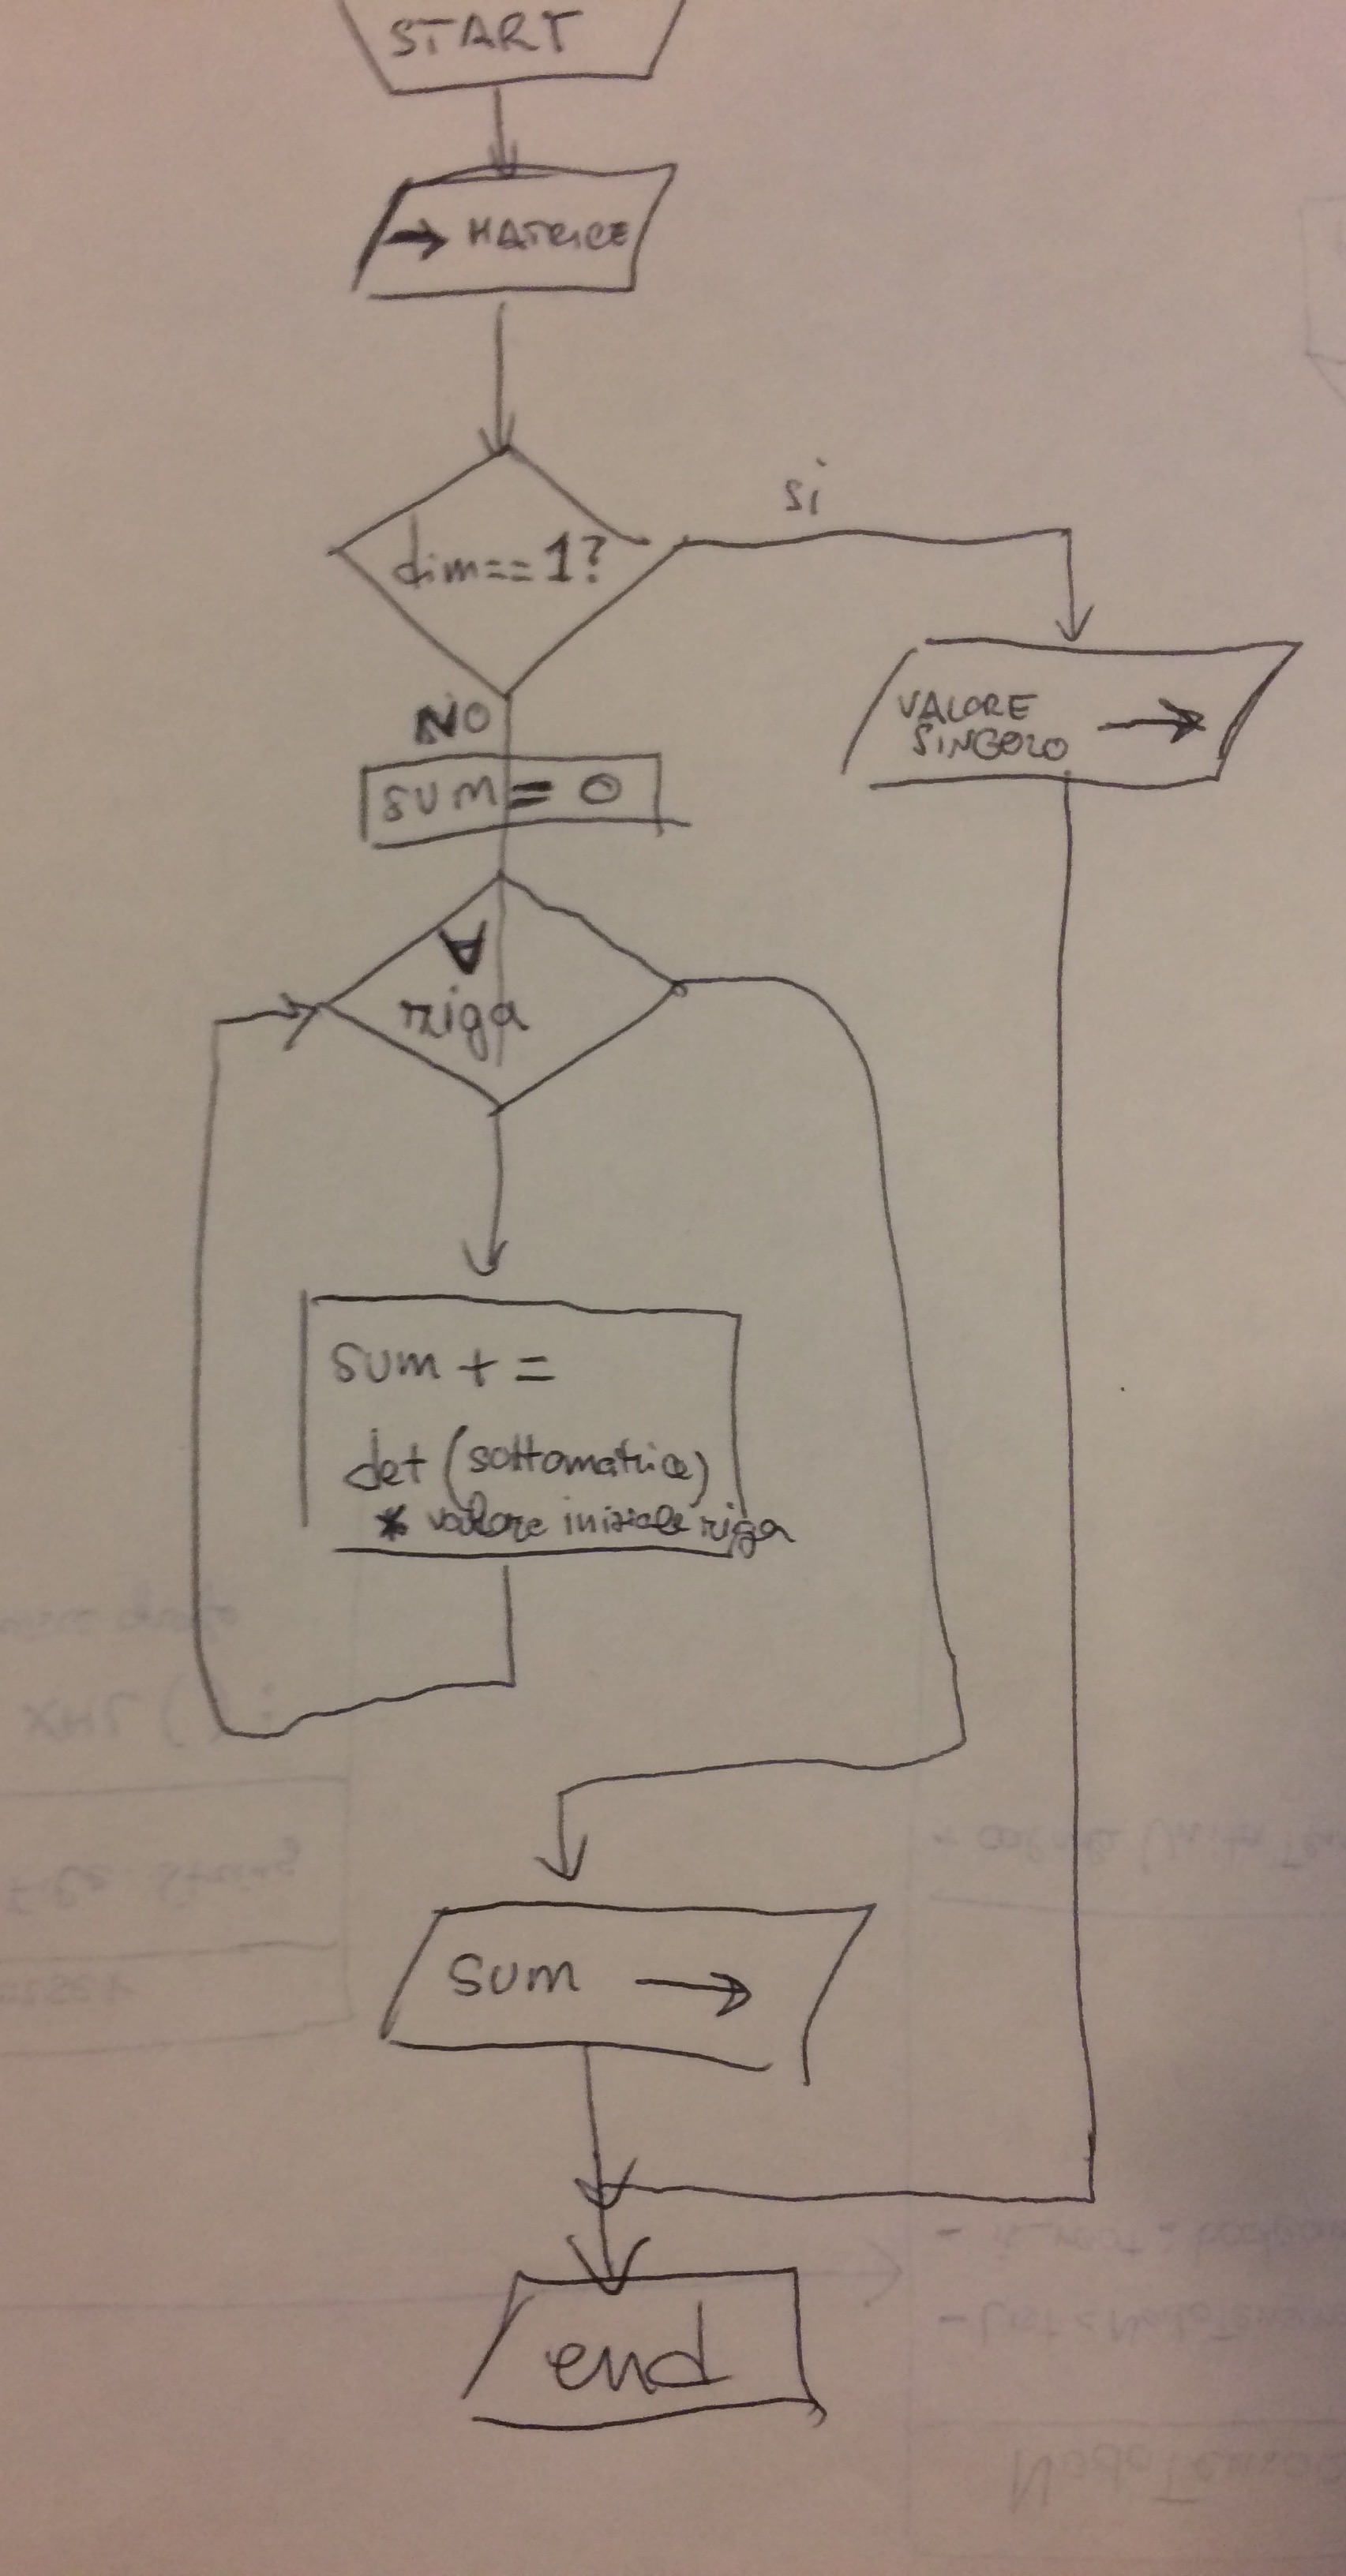 START
→ MATRICE
dim==1?
si
VALORE
SINGOLO →
NO
sum = 0
∀
riga
sum + =
det (sottomatrice)
* valore iniziale riga
sum →
end